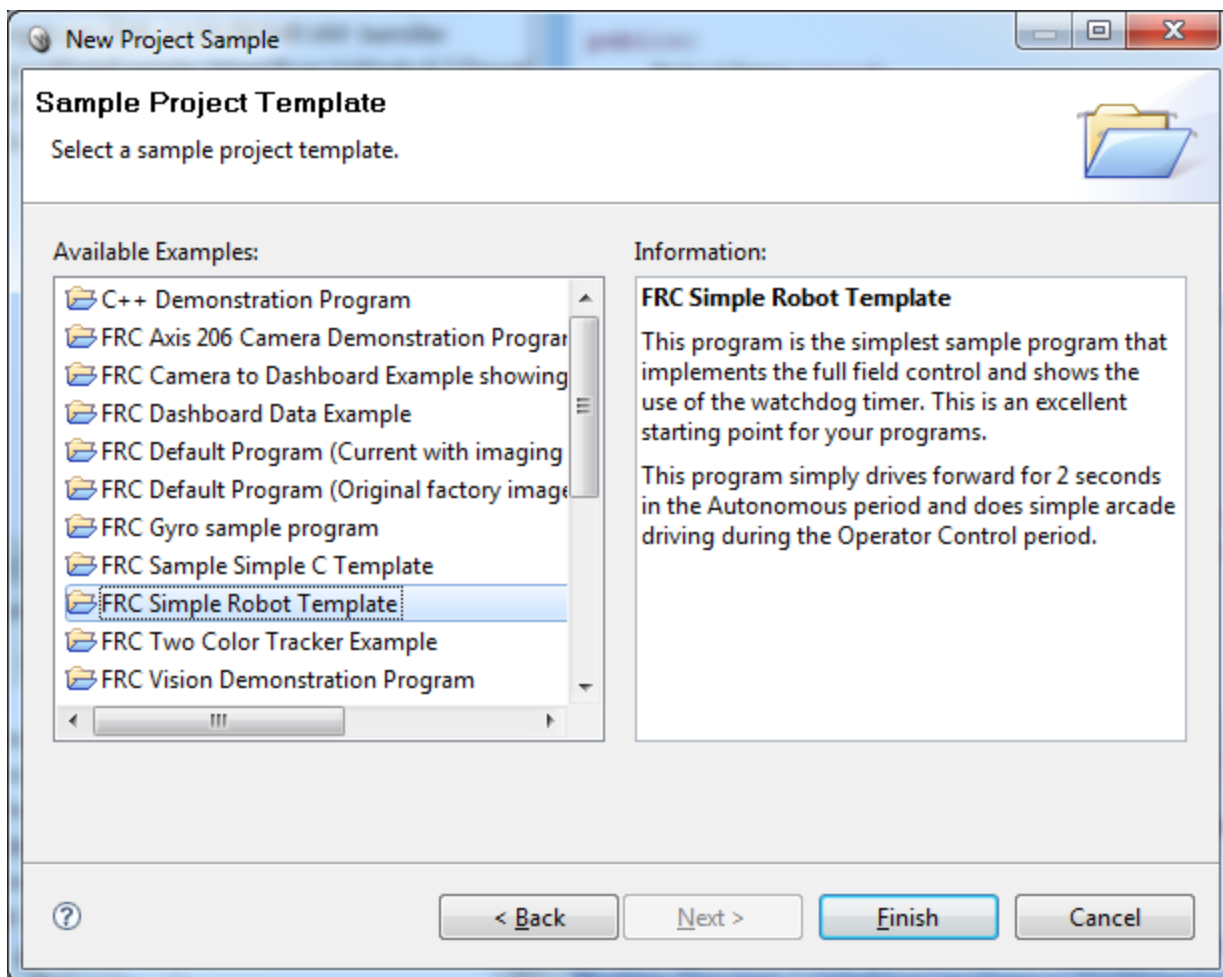 New Project Sample
Sample Project Template
Select a sample project template.
Available Examples:
C++ Demonstration Program
FRC Axis 206 Camera Demonstration Progra
FRC Camera to Dashboard Example showing
FRC Dashboard Data Example
FRC Default Program (Current with imaging
FRC Default Program (Original factory image
FRC Gyro sample program
FRC Sample Simple C Template
FRC Simple Robot Template
FRC Two Color Tracker Example
FRC Vision Demonstration Program
Information:
FRC Simple Robot Template
This program is the simplest sample program that
implements the full field control and shows the
use of the watchdog timer. This is an excellent
starting point for your programs.
This program simply drives forward for 2 seconds
in the Autonomous period and does simple arcade
driving during the Operator Control period.
?
< Back
Next >
Finish
Cancel